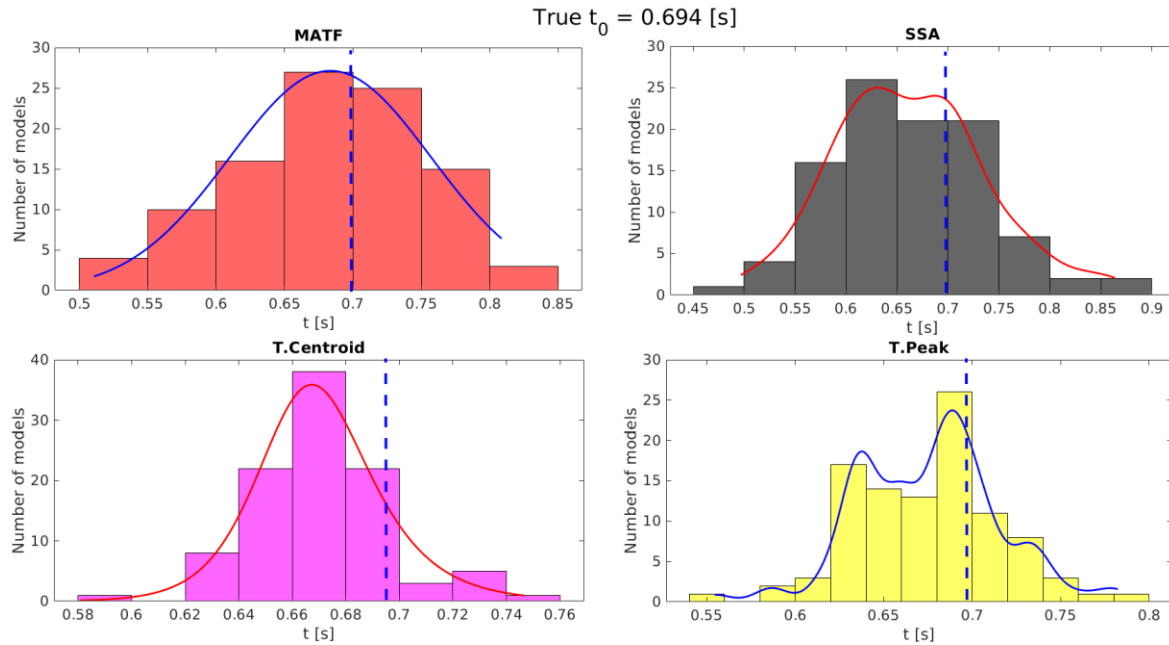 True t0 = 0.694 [s]
MATF
Number of models
30
25
20
15
10
5
0
0.5 0.55 0.6 0.65 0.7 0.75 0.8 0.85
t [s]
SSA
Number of models
30
25
20
15
10
5
0
0.45 0.5 0.55 0.6 0.65 0.7 0.75 0.8 0.85 0.9
t [s]
T.Centroid
Number of models
40
30
20
10
0
0.58 0.6 0.62 0.64 0.66 0.68 0.7 0.72 0.74 0.76
t [s]
T.Peak
Number of models
30
25
20
15
10
5
0
0.55 0.6 0.65 0.7 0.75 0.8
t [s]